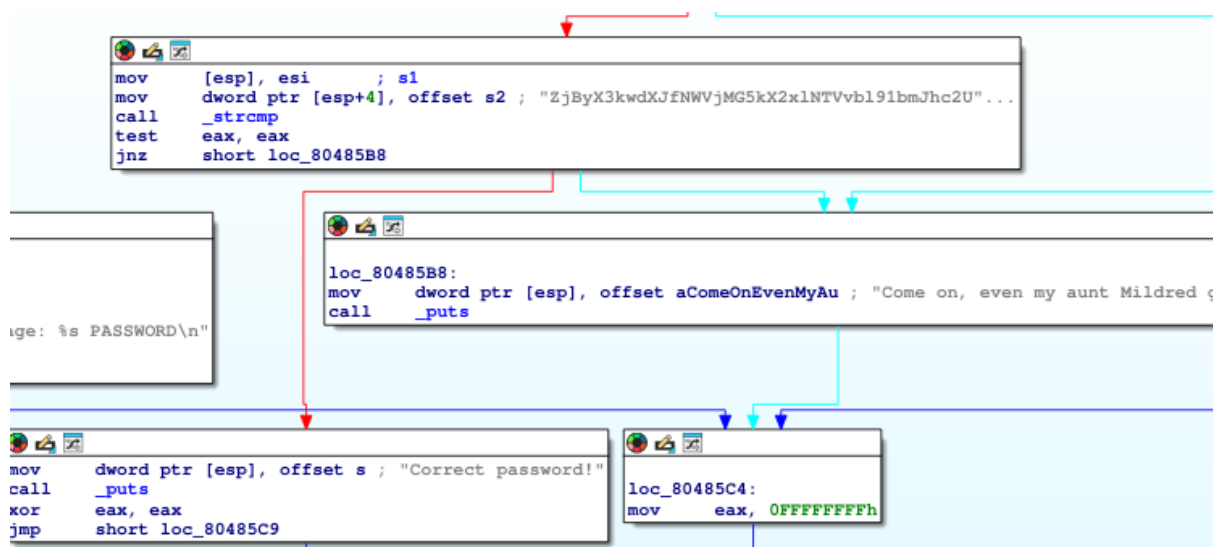 mov [esp], esi ; s1
mov dword ptr [esp+4], offset s2 ; "ZjByX3kwdXJfNWVjMG5kX2xlNTVvbl91bmJhc2U"...
call _strcmp
test eax, eax
jnz short loc_80485B8
loc_80485B8:
mov dword ptr [esp], offset aComeOnEvenMyAu ; "Come on, even my aunt Mildred g
call _puts
ge: %s PASSWORD\n"
mov dword ptr [esp], offset s ; "Correct password!"
call _puts
xor eax, eax
jmp short loc_80485C9
loc_80485C4:
mov eax, 0FFFFFFFFh